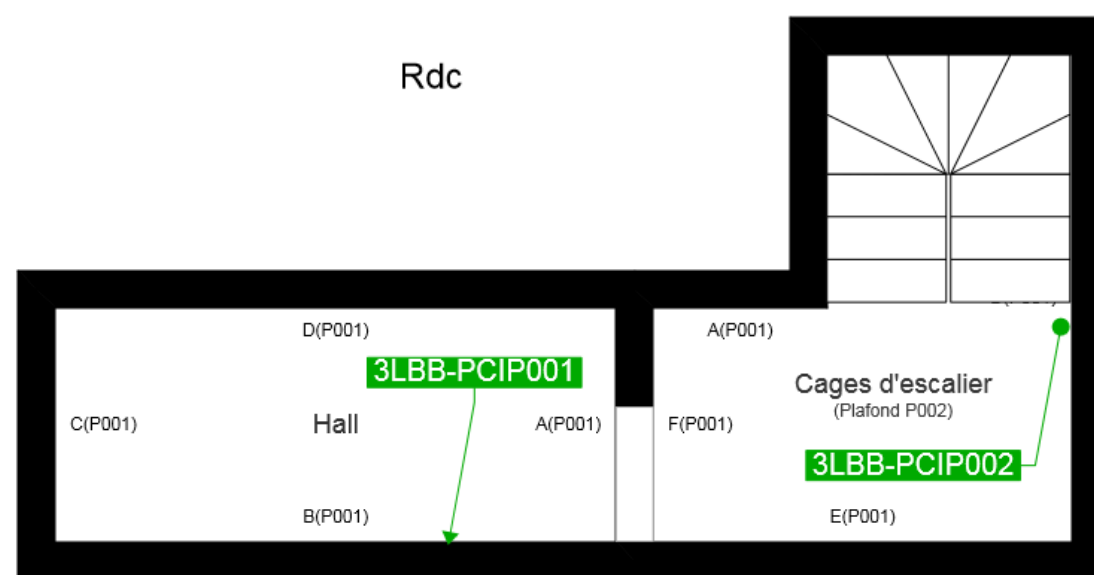 Rdc
D(P001)
A(P001)
3LBB-PCIP001
Cages d'escalier
(Plafond P002)
C(P001)
Hall
A(P001)
F(P001)
3LBB-PCIP002
B(P001)
E(P001)